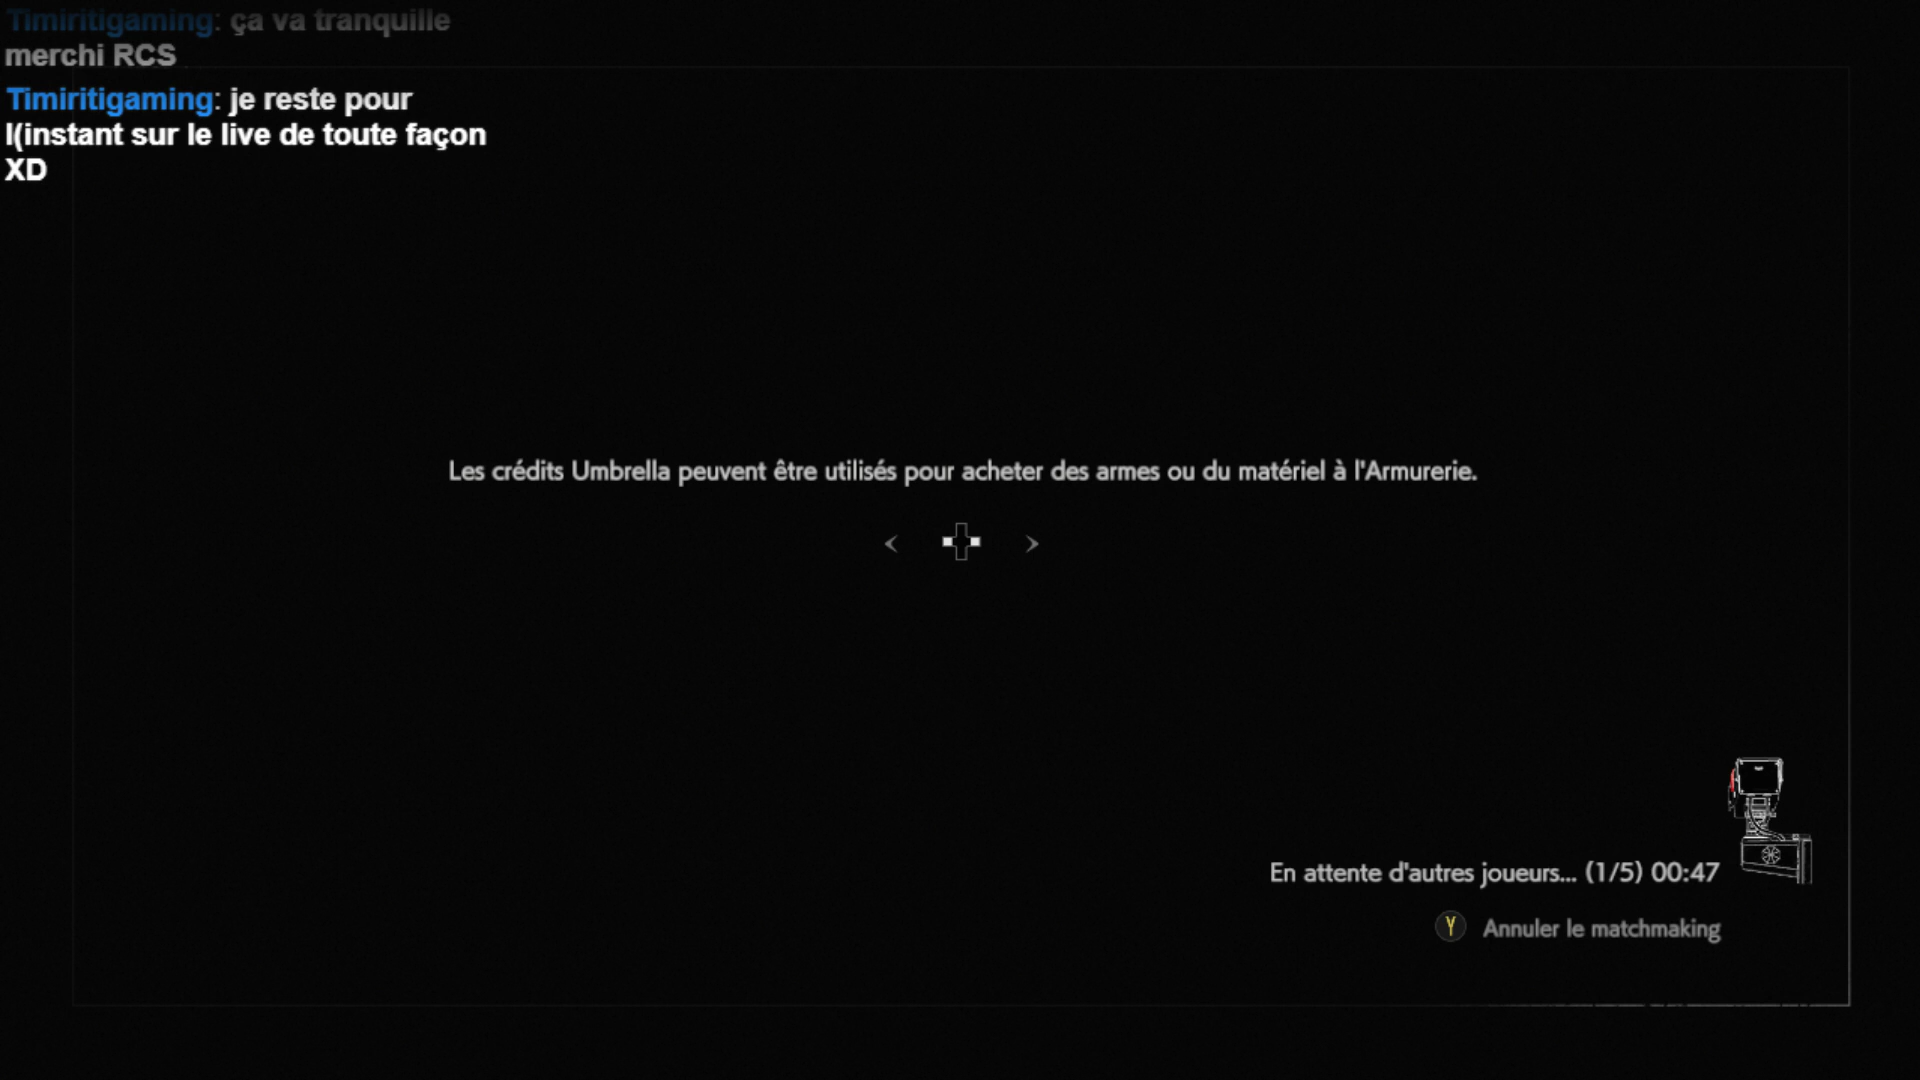 Timiritigaming: ça va tranquille
merchi RCS
Timiritigaming: je reste pour
l(instant sur le live de toute façon
XD
Les crédits Umbrella peuvent être utilisés pour acheter des armes ou du matériel à l'Armurerie.
< >
En attente d'autres joueurs... (1/5) 00:47
Y Annuler le matchmaking